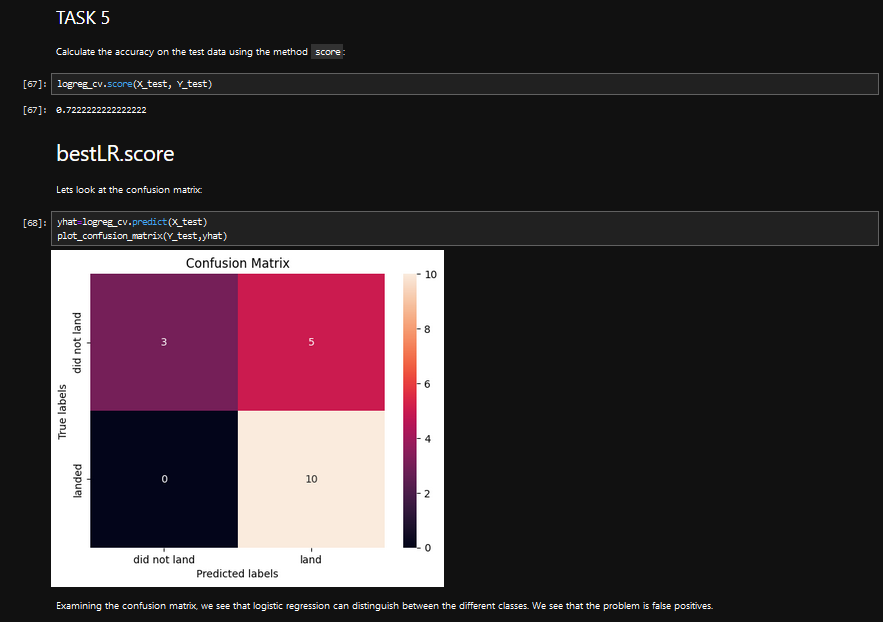 TASK 5
Calculate the accuracy on the test data using the method score:
[67]: logreg_cv.score(X_test, Y_test)
[67]: 0.7222222222222222
bestLR.score
Lets look at the confusion matrix:
[68]: yhat=logreg_cv.predict(X_test)
plot_confusion_matrix(Y_test,yhat)
Confusion Matrix
10
8
6
4
2
0
True labels
did not land
landed
3
5
0
10
did not land
land
Predicted labels
Examining the confusion matrix, we see that logistic regression can distinguish between the different classes. We see that the problem is false positives.